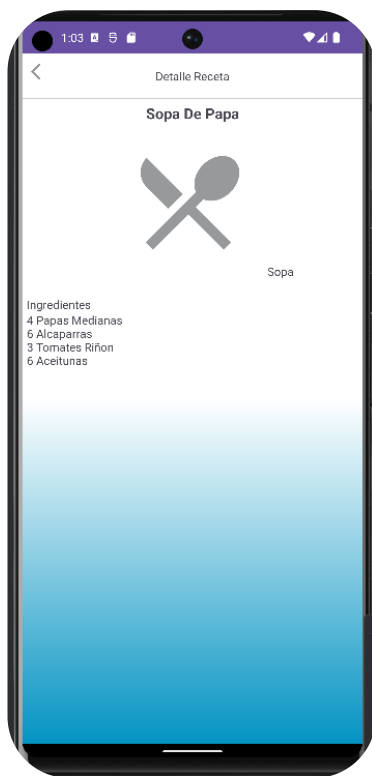 1:03
Detalle Receta
Sopa De Papa
Sopa
Ingredientes
4 Papas Medianas
6 Alcaparras
3 Tomates Riñon
6 Aceitunas